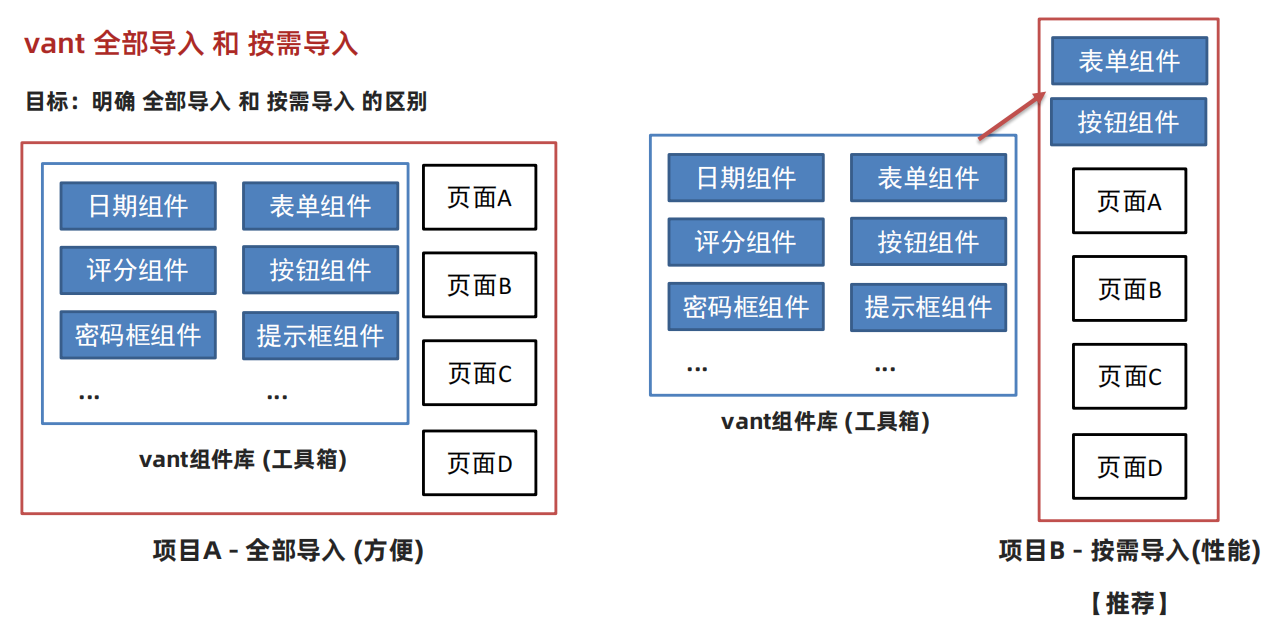 vant 全部导入 和 按需导入
目标：明确 全部导入 和 按需导入 的区别
日期组件 表单组件
评分组件 按钮组件
密码框组件 提示框组件
... ...
vant组件库 (工具箱)
页面A
页面B
页面C
页面D
项目A - 全部导入 (方便)
日期组件 表单组件
评分组件 按钮组件
密码框组件 提示框组件
... ...
vant组件库 (工具箱)
表单组件
按钮组件
页面A
页面B
页面C
页面D
项目B - 按需导入(性能)
【 推荐】